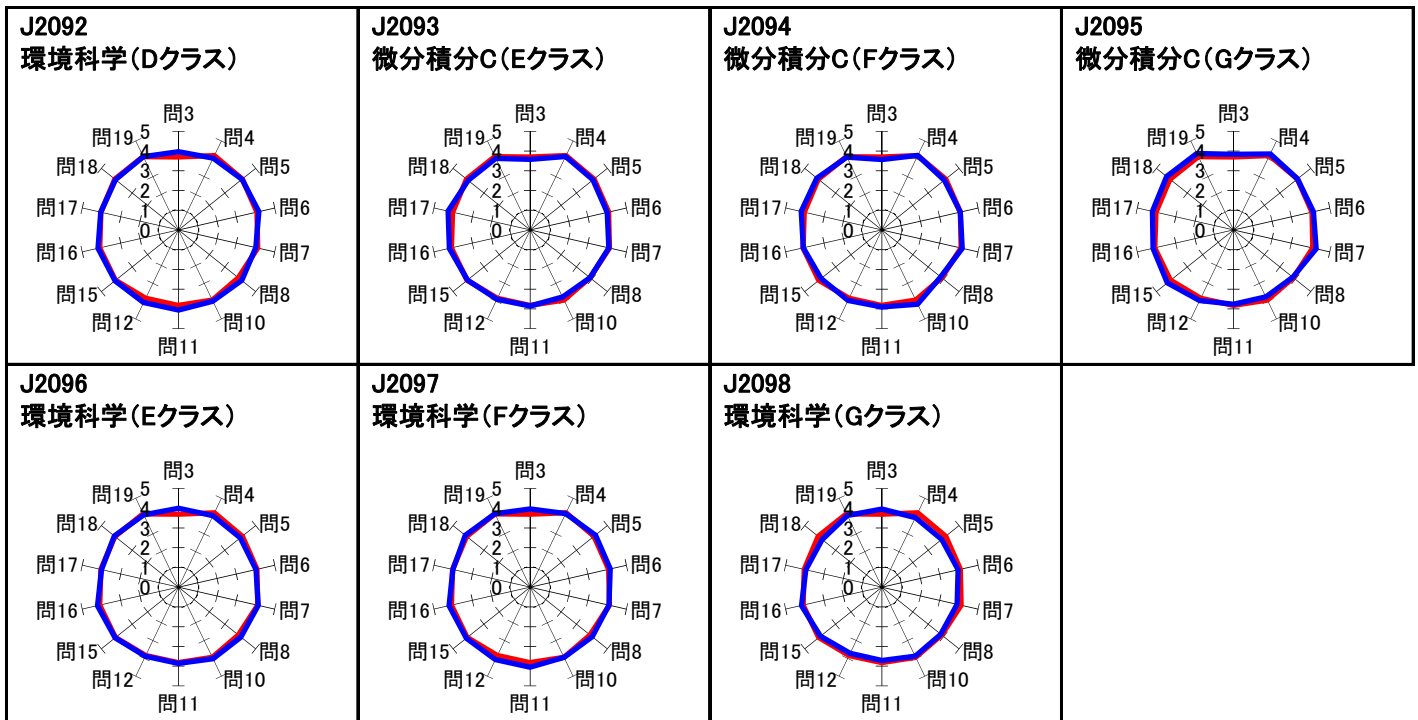 J2092
環境科学(Dクラス)
問3
問4
問5
問6
問7
問8
問10
問11
問12
問15
問16
問17
問18
問19
5
4
3
2
1
0
J2093
微分積分C(Eクラス)
問3
問4
問5
問6
問7
問8
問10
問11
問12
問15
問16
問17
問18
問19
5
4
3
2
1
0
J2094
微分積分C(Fクラス)
問3
問4
問5
問6
問7
問8
問10
問11
問12
問15
問16
問17
問18
問19
5
4
3
2
1
0
J2095
微分積分C(Gクラス)
問3
問4
問5
問6
問7
問8
問10
問11
問12
問15
問16
問17
問18
問19
5
4
3
2
1
0
J2096
環境科学(Eクラス)
問3
問4
問5
問6
問7
問8
問10
問11
問12
問15
問16
問17
問18
問19
5
4
3
2
1
0
J2097
環境科学(Fクラス)
問3
問4
問5
問6
問7
問8
問10
問11
問12
問15
問16
問17
問18
問19
5
4
3
2
1
0
J2098
環境科学(Gクラス)
問3
問4
問5
問6
問7
問8
問10
問11
問12
問15
問16
問17
問18
問19
5
4
3
2
1
0